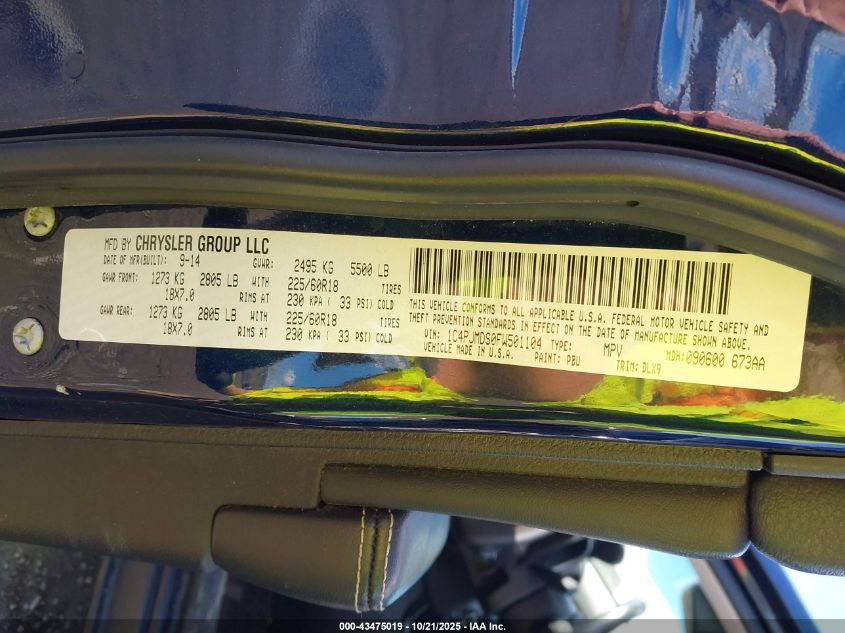 MFD BY CHRYSLER GROUP LLC
DATE OF MFR(BUILT): 9-14 GVWR: 2495 KG 5500 LB
GAWR FRONT: 1273 KG 2805 LB WITH 225/60R18 TIRES
18X7.0 RIMS AT 230 KPA ( 33 PSI) COLD
GAWR REAR: 1273 KG 2805 LB WITH 225/60R18 TIRES
18X7.0 RIMS AT 230 KPA ( 33 PSI) COLD
THIS VEHICLE CONFORMS TO ALL APPLICABLE U.S.A. FEDERAL MOTOR VEHICLE SAFETY AND
THEFT PREVENTION STANDARDS IN EFFECT ON THE DATE OF MANUFACTURE SHOWN ABOVE.
VIN: 1C4PJMDS0FW501104 TYPE: MPV MDH:090600 673AA
VEHICLE MADE IN U.S.A. PAINT: PBU TRIM: DLX9
000-43475019 - 10/21/2025 - IAA Inc.